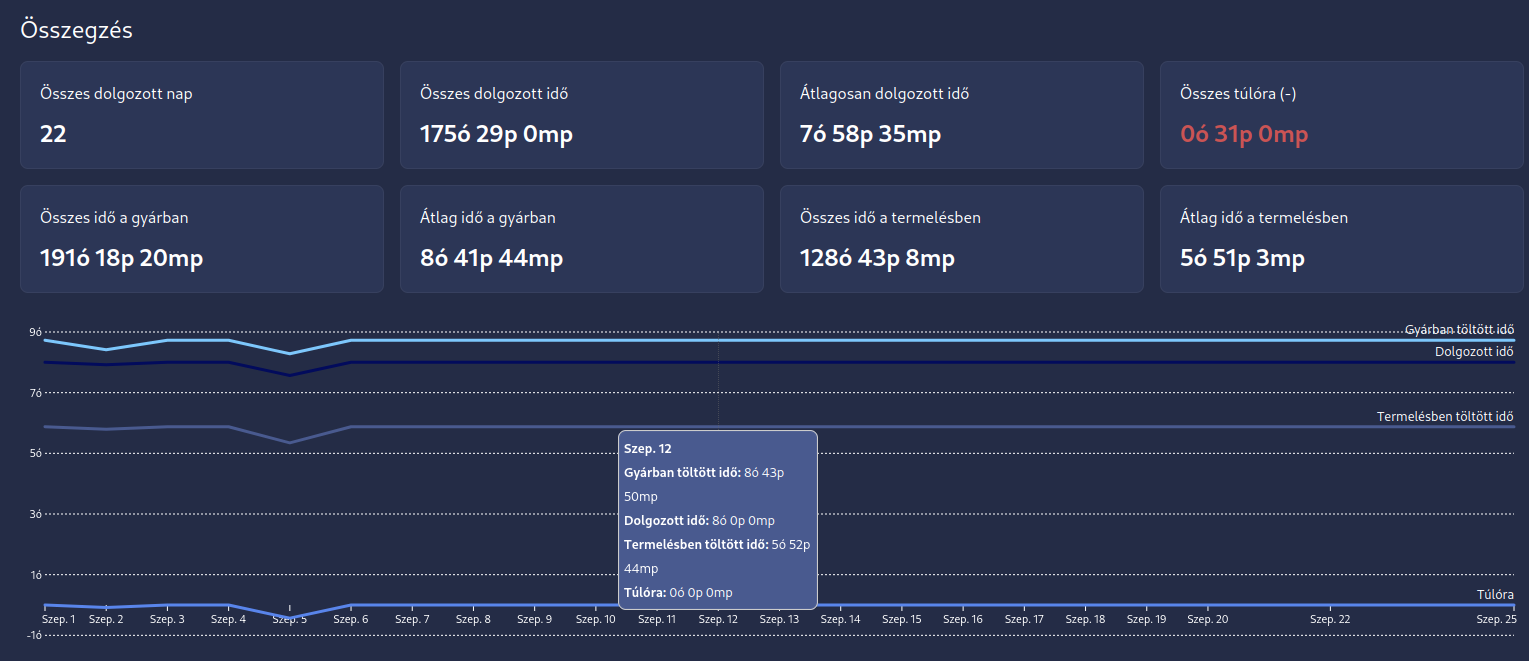 Összegzés
Összes dolgozott nap
22
Összes dolgozott idő
175ó 29p 0mp
Átlagosan dolgozott idő
7ó 58p 35mp
Összes túlóra (-)
0ó 31p 0mp
Összes idő a gyárban
191ó 18p 20mp
Átlag idő a gyárban
8ó 41p 44mp
Összes idő a termelésben
128ó 43p 8mp
Átlag idő a termelésben
5ó 51p 3mp
9ó
Gyárban töltött idő
Dolgozott idő
7ó
Termelésben töltött idő
5ó
3ó
1ó
-1ó
Szep. 12
Gyárban töltött idő: 8ó 43p
50mp
Dolgozott idő: 8ó 0p 0mp
Termelésben töltött idő: 5ó 52p
44mp
Túlóra: 0ó 0p 0mp
Túlóra
Szep. 1 Szep. 2 Szep. 3 Szep. 4 Szep. 5 Szep. 6 Szep. 7 Szep. 8 Szep. 9 Szep. 10 Szep. 11 Szep. 12 Szep. 13 Szep. 14 Szep. 15 Szep. 16 Szep. 17 Szep. 18 Szep. 19 Szep. 20 Szep. 22 Szep. 25